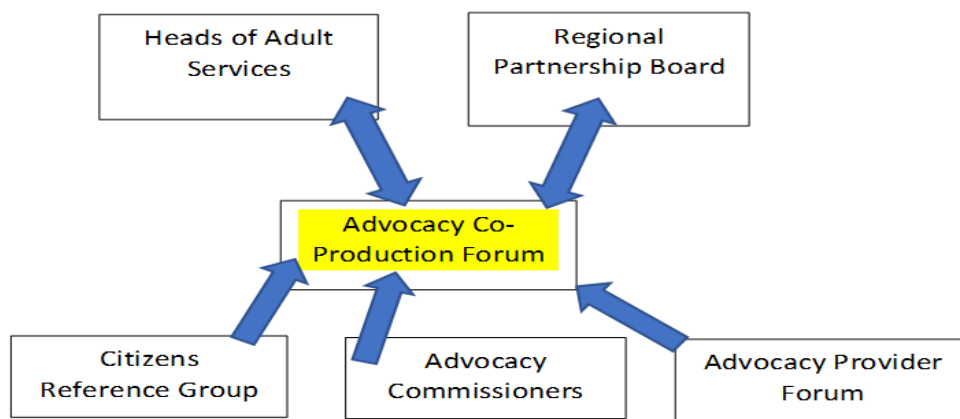 Heads of Adult
Services
Regional
Partnership Board
Advocacy Co-
Production Forum
Citizens
Reference Group
Advocacy
Commissioners
Advocacy Provider
Forum